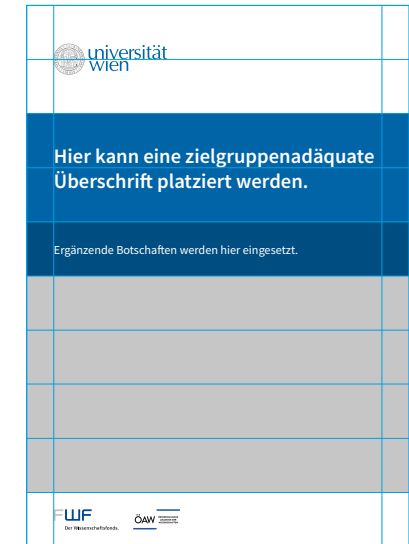 universität
wien
Hier kann eine zielgruppenadäquate
Überschrift platziert werden.
Ergänzende Botschaften werden hier eingesetzt.
FWF
Der Wissenschaftsfonds.
ÖAW